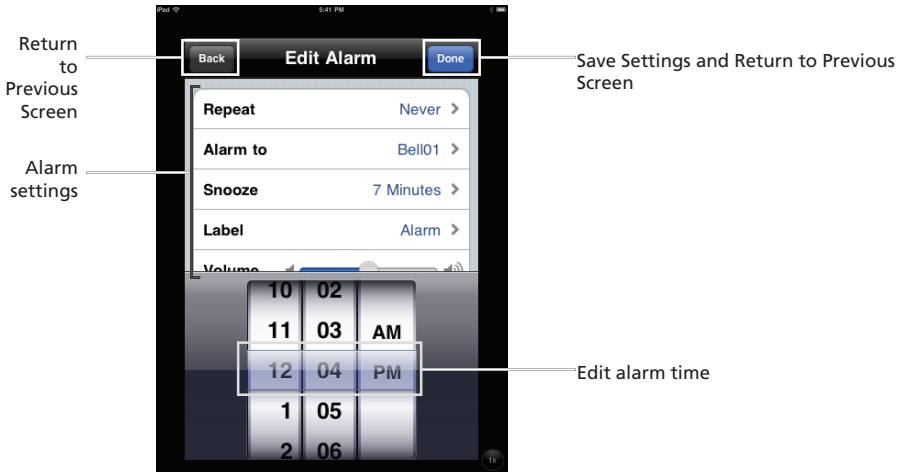 iPad
5:41 PM
Back
Edit Alarm
Done
Return
to
Previous
Screen
Save Settings and Return to Previous
Screen
Repeat
Never
Alarm to
Bell01
Alarm
settings
Snooze
7 Minutes
Label
Alarm
Volume
10 02
11 03 AM
12 04 PM
Edit alarm time
1 05
2 06
1x